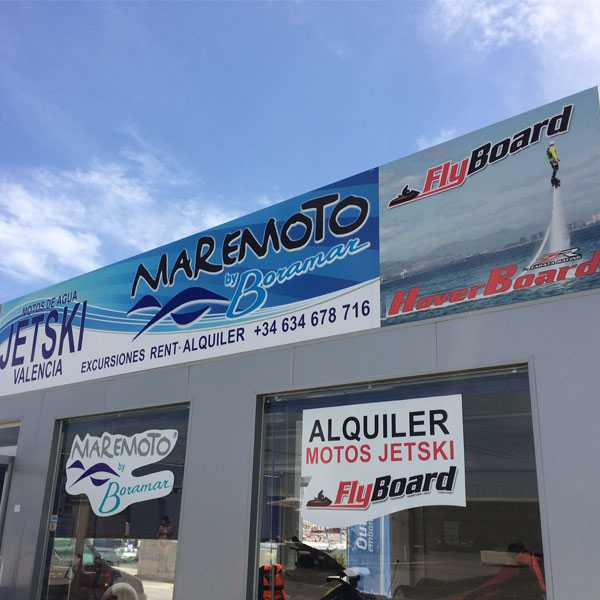 MOTOS DE AGUA
JETSKI
VALENCIA
MAREMOTO
by Boramar
EXCURSIONES RENT·ALQUILER +34 634 678 716
FlyBoard
HoverBoard
MAREMOTO®
by
Boramar
ALQUILER
MOTOS JETSKI
FlyBoard